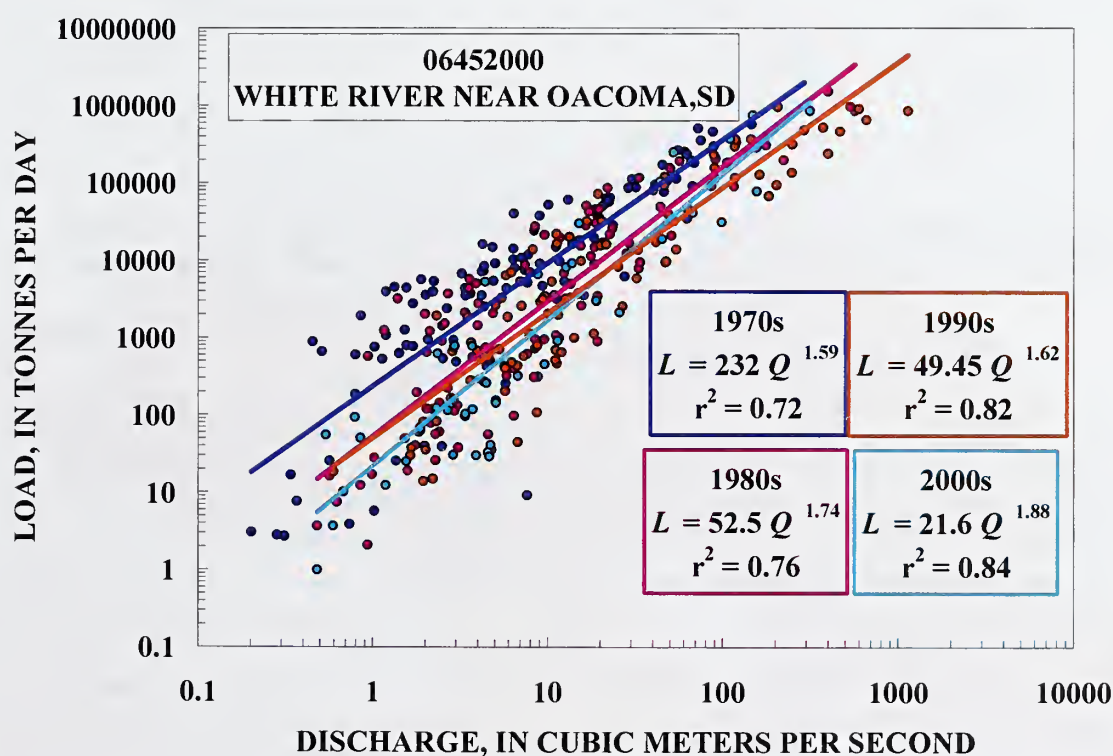 06452000
WHITE RIVER NEAR OACOMA,SD
LOAD, IN TONNES PER DAY
10000000
1000000
100000
10000
1000
100
10
1
0.1
1970s
L = 232 Q 1.59
r2 = 0.72
1990s
L = 49.45 Q 1.62
r2 = 0.82
1980s
L = 52.5 Q 1.74
r2 = 0.76
2000s
L = 21.6 Q 1.88
r2 = 0.84
0.1 1 10 100 1000 10000
DISCHARGE, IN CUBIC METERS PER SECOND